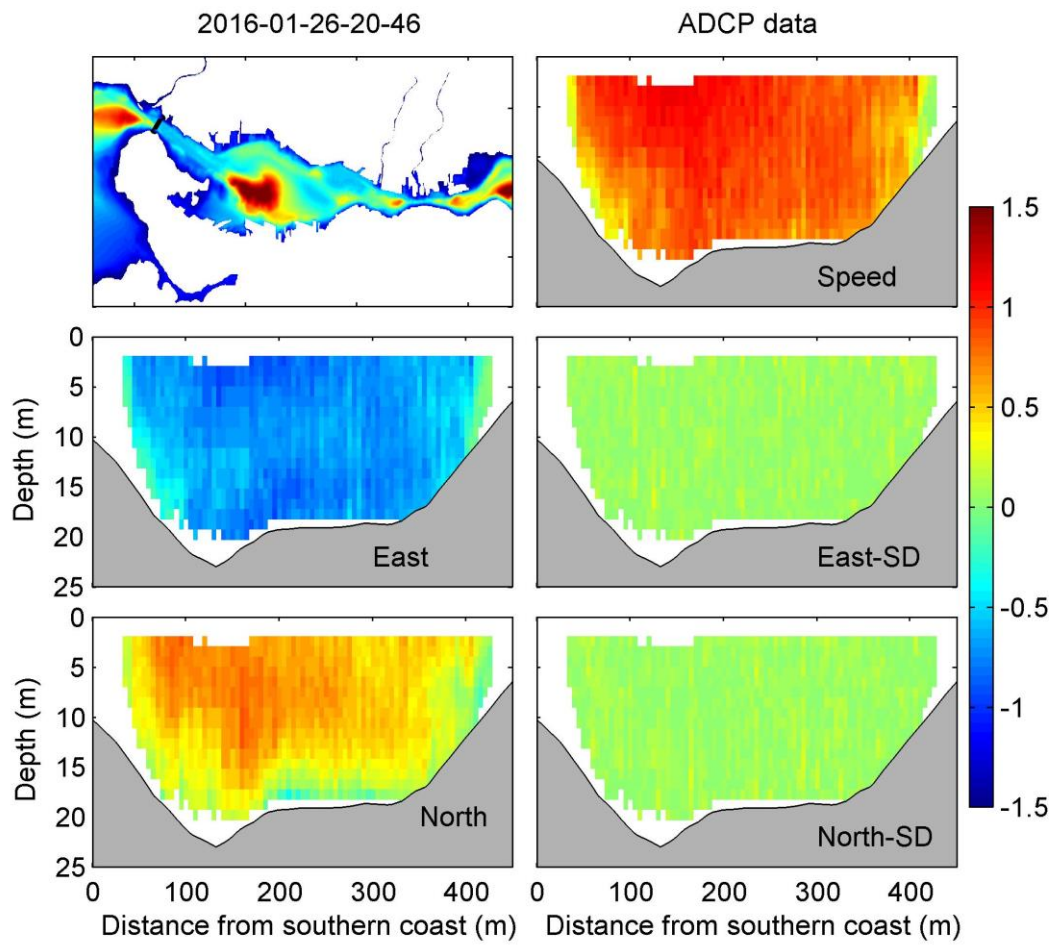 2016-01-26-20-46
ADCP data
Speed
1.5
1
0.5
0
-0.5
-1
-1.5
0
5
10
15
20
25
Depth (m)
East
East-SD
0
5
10
15
20
25
Depth (m)
North
North-SD
0 100 200 300 400
0 100 200 300 400
Distance from southern coast (m)
Distance from southern coast (m)